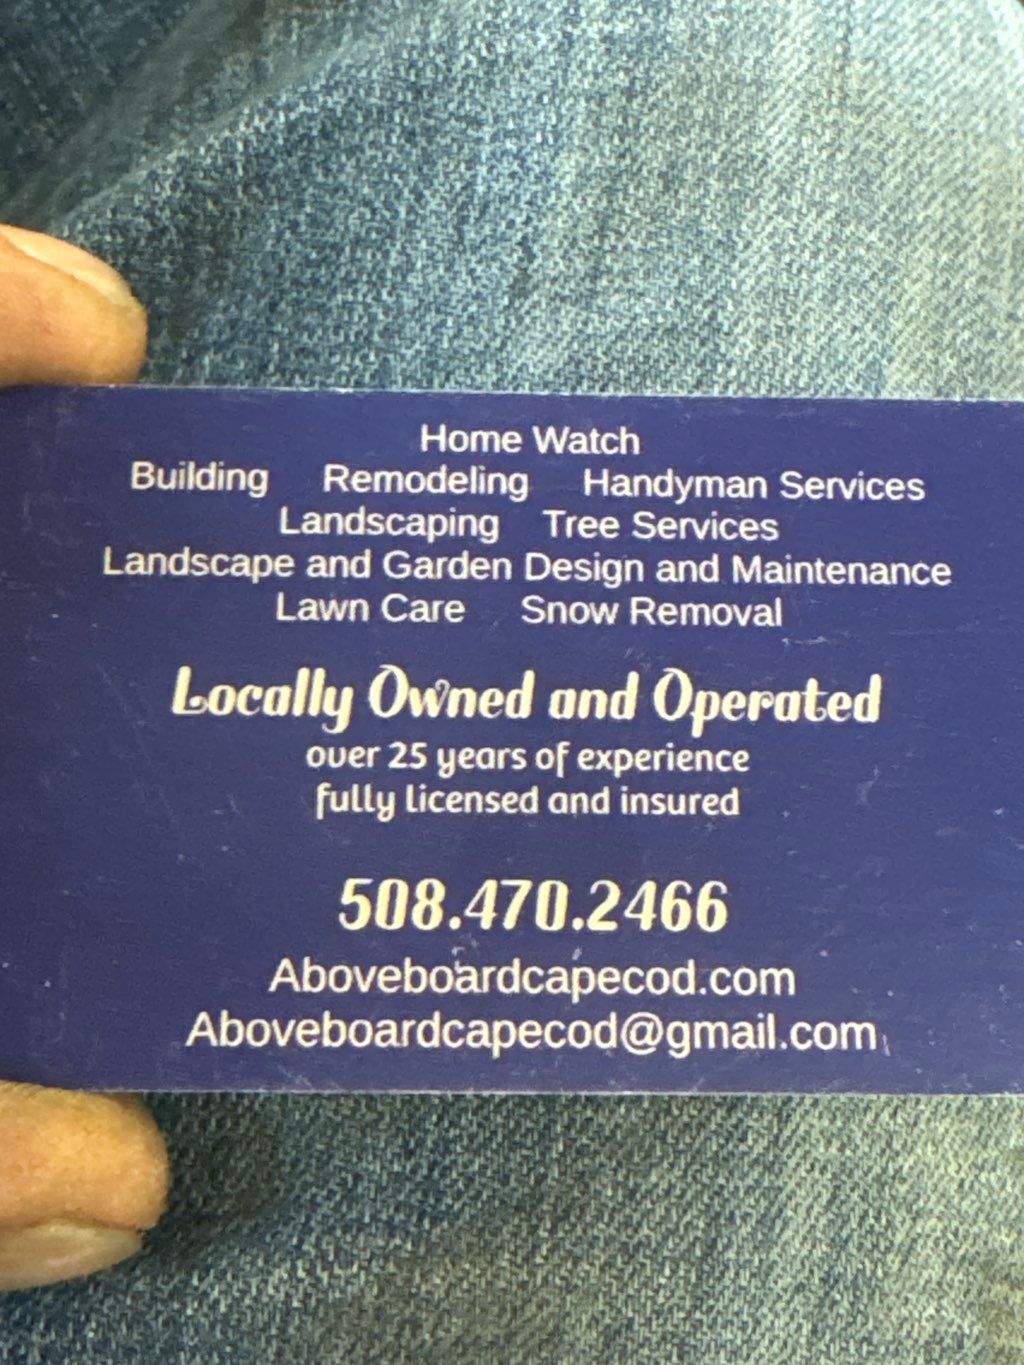 Home Watch
Building Remodeling Handyman Services
Landscaping Tree Services
Landscape and Garden Design and Maintenance
Lawn Care Snow Removal
Locally Owned and Operated
over 25 years of experience
fully licensed and insured
508.470.2466
Aboveboardcapecod.com
Aboveboardcapecod@gmail.com